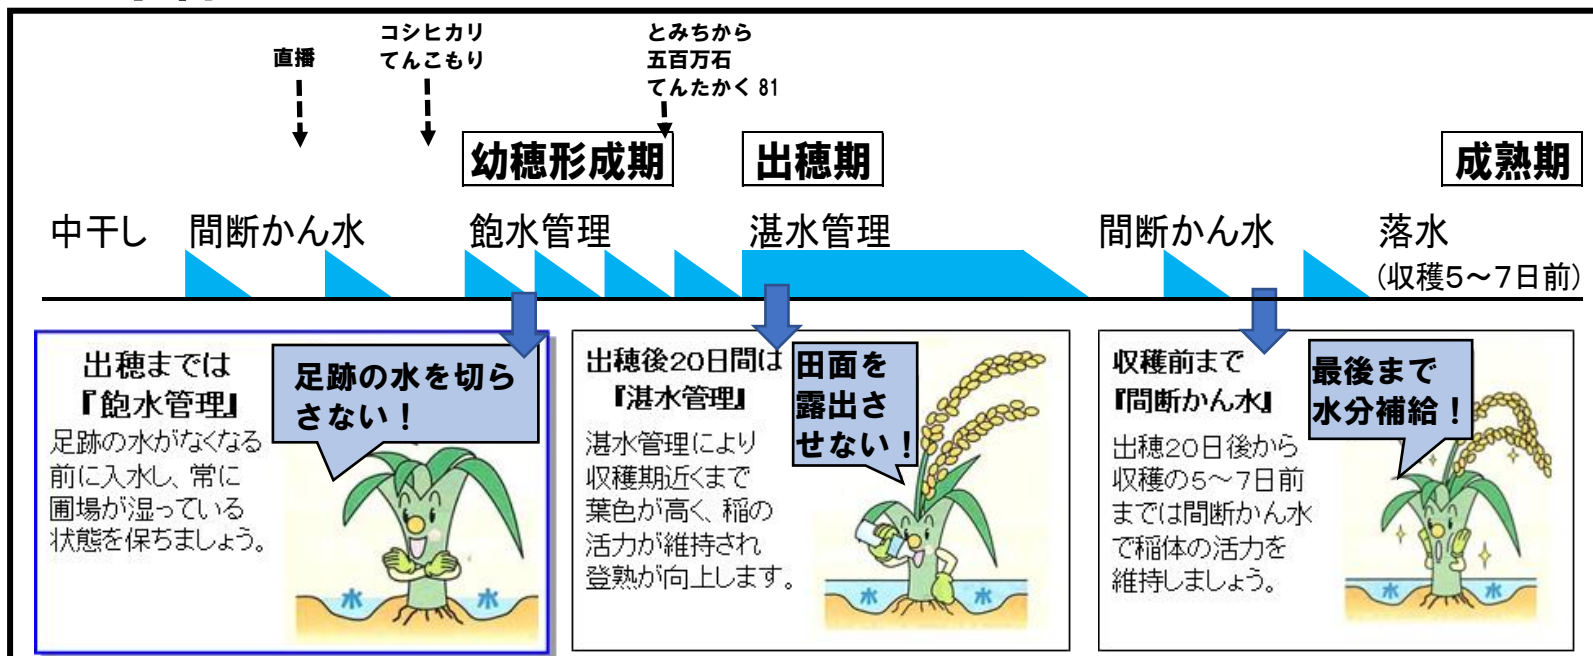 直播
コシヒカリ
てんこもり
とみちから
五百万石
てんたかく 81
幼穂形成期
出穂期
成熟期
中干し
間断かん水
飽水管理
湛水管理
間断かん水
落水
(収穫5～7日前)
出穂までは
『飽水管理』
足跡の水がなくなる
前に入水し、常に
圃場が湿っている
状態を保ちましょう。
足跡の水を切ら
さない！
水
水
出穂後20日間は
『湛水管理』
湛水管理により
収穫期近くまで
葉色が高く、稲の
活力が維持され
登熟が向上します。
田面を
露出さ
せない！
水
水
収穫前まで
『間断かん水』
出穂20日後から
収穫の5～7日前
までは間断かん水
で稲体の活力を
維持しましょう。
最後まで
水分補給！
水
水